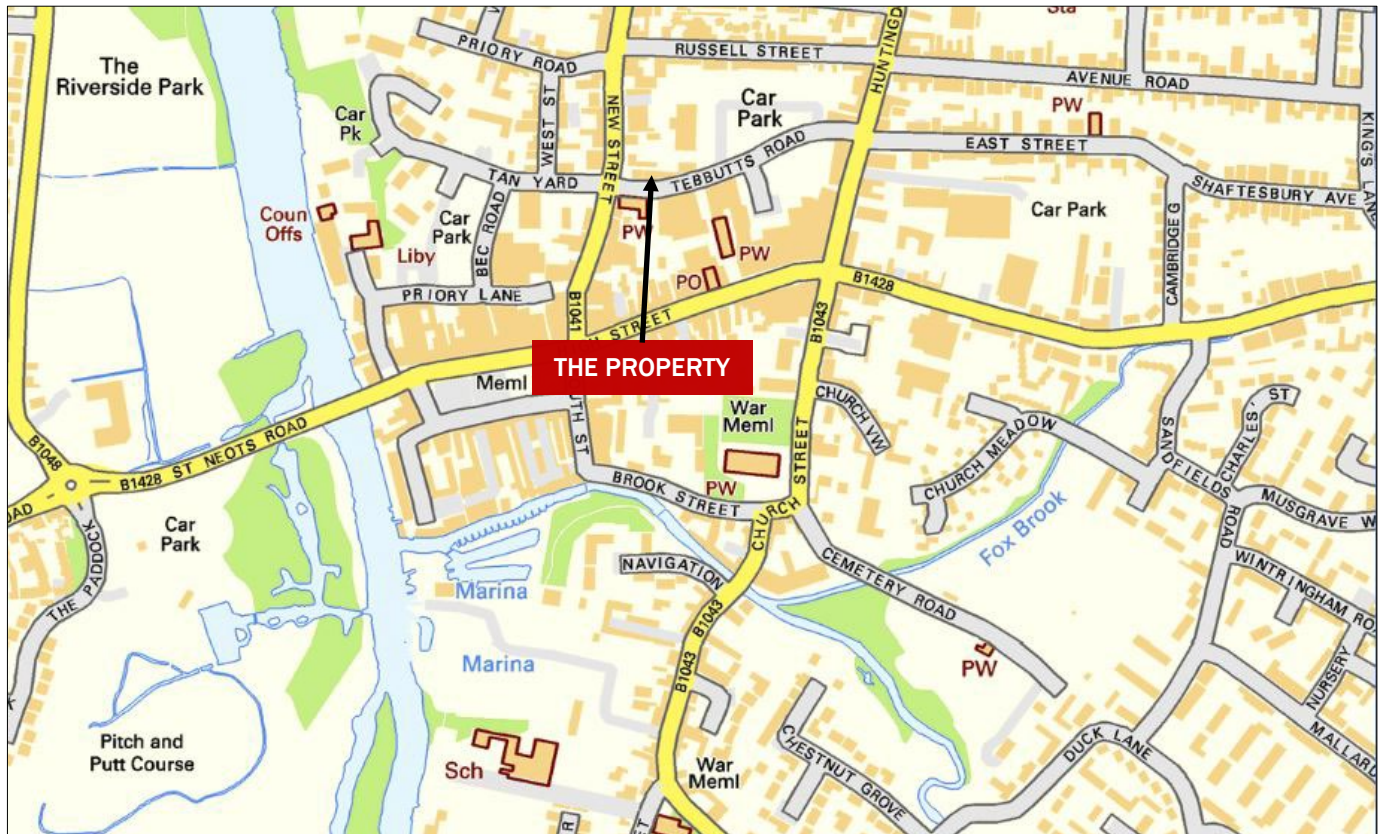 Sta
PRIORY ROAD
RUSSELL STREET
HUNTINGD
The
Riverside Park
AVENUE ROAD
Car
Pk
WEST ST
NEW STREET
Car
Park
PW
KING'S LAN
TAN YARD
TEBBUTTS ROAD
EAST STREET
SHAFTESBURY AVE
Coun
Offs
Liby
Car
Park
BEC ROAD
PW
PW
PO
Car Park
CAMBRIDGE G
PRIORY LANE
B1041
STREET
B1428
B1043
THE PROPERTY
Meml
UTH ST
War
Meml
PW
CHURCH VW
CHURCH STREET
CHURCH MEADOW
SANDFIELDS ROAD
CHARLES' ST
MUSGRAVE W
B1048
B1428 ST NEOTS ROAD
OAD
BROOK STREET
Car
Park
THE PADDOCK
Fox Brook
WINTRINGHAM RO
NAVIGATION
CEMETERY ROAD
Marina
B1043
Marina
B1043
PW
NURSERY
MALLARD
Pitch and
Putt Course
Sch
War
Meml
CHESTNUT GROVE
DUCK LANE